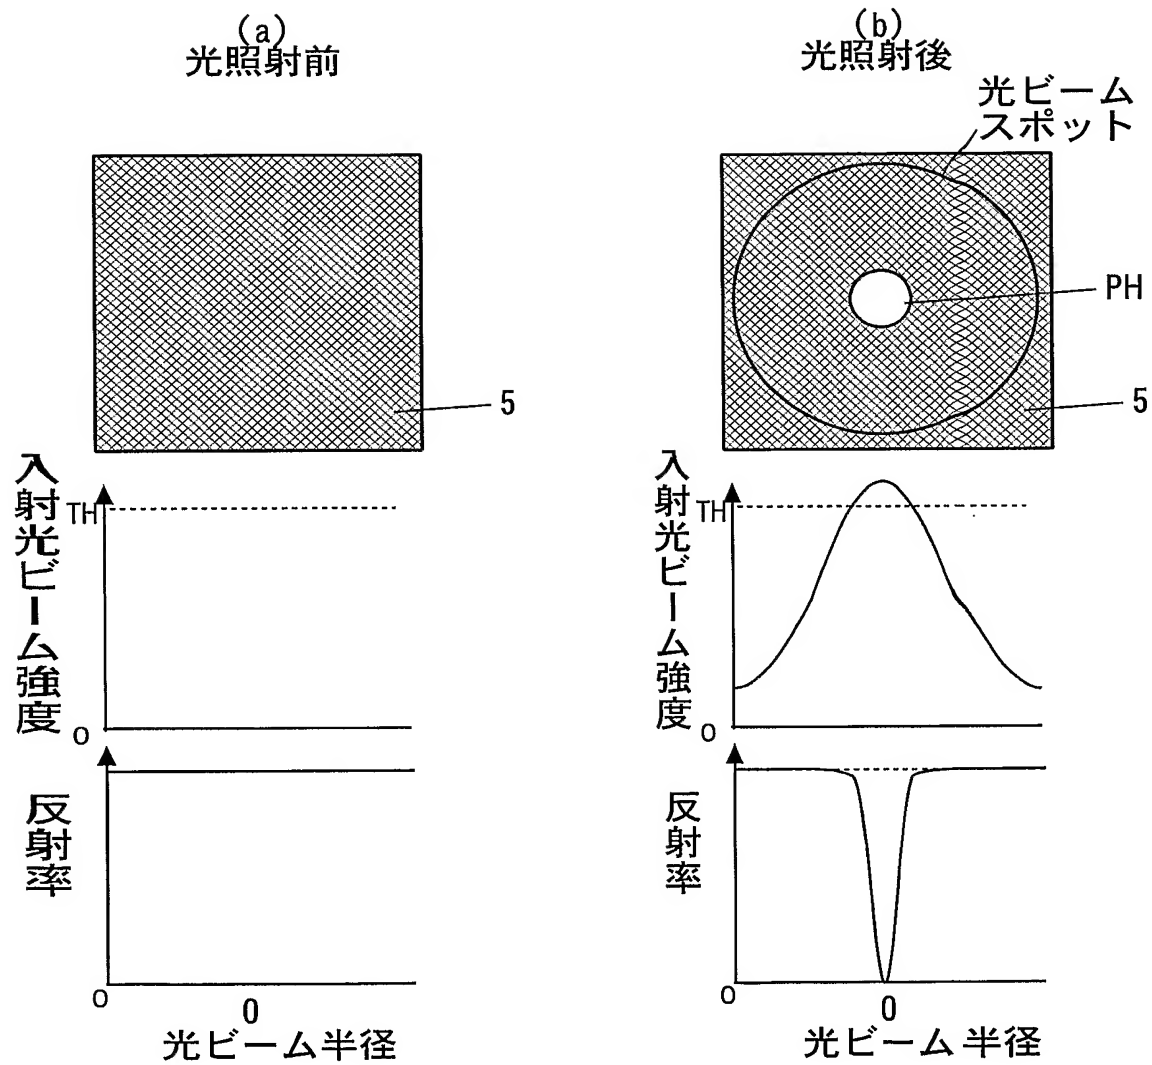 (a)
光照射前
5
入射光ビーム強度
TH
0
反射率
0
0
光ビーム半径
(b)
光照射後
光ビーム
スポット
PH
5
入射光ビーム強度
TH
0
反射率
0
0
光ビーム半径